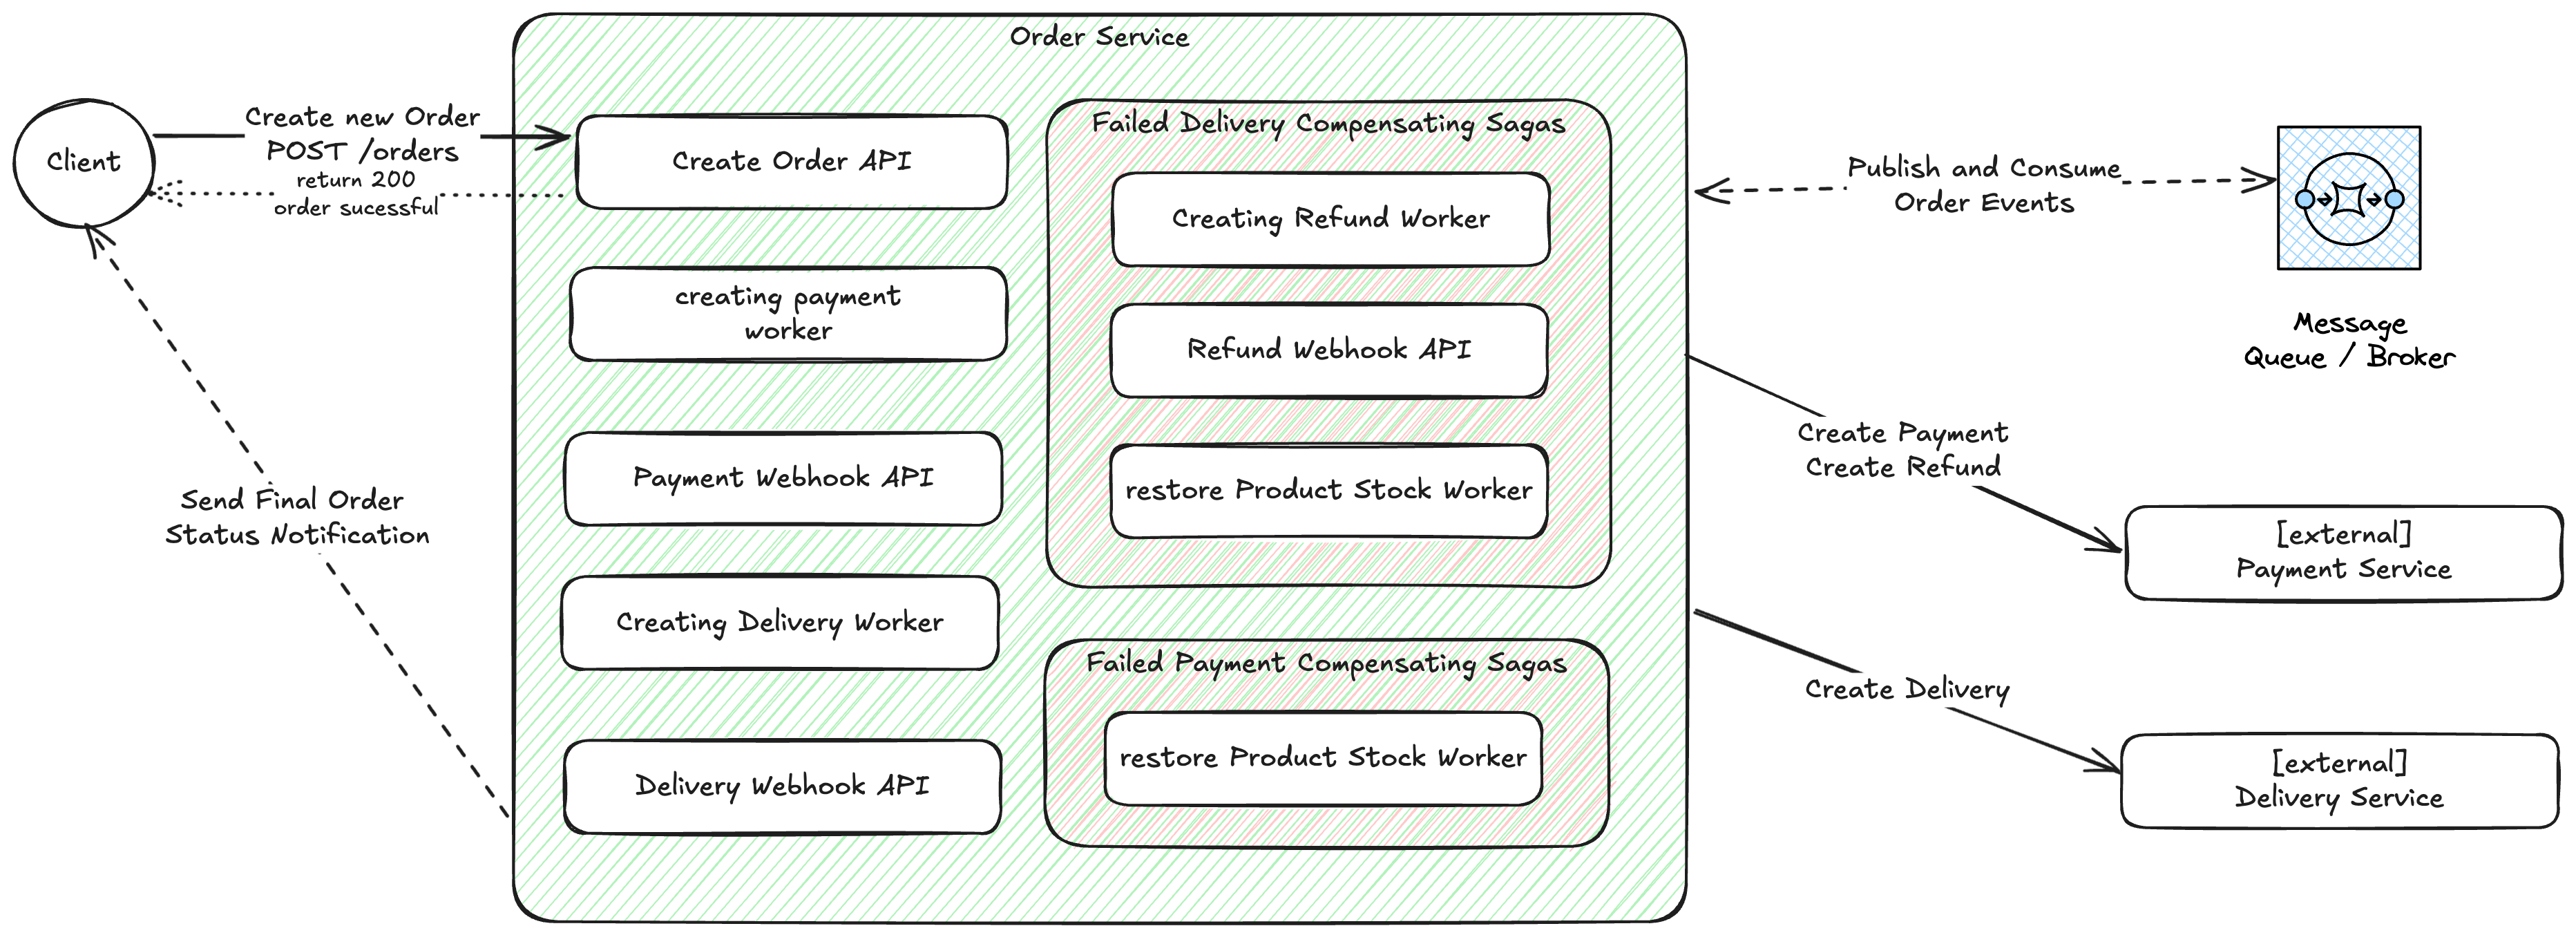 Order Service
Client
Create new Order
POST /orders
return 200
order sucessful
Create Order API
creating payment
worker
Payment Webhook API
Creating Delivery Worker
Delivery Webhook API
Failed Delivery Compensating Sagas
Creating Refund Worker
Refund Webhook API
restore Product Stock Worker
Failed Payment Compensating Sagas
restore Product Stock Worker
Send Final Order
Status Notification
Publish and Consume
Order Events
Message
Queue / Broker
Create Payment
Create Refund
[external]
Payment Service
Create Delivery
[external]
Delivery Service